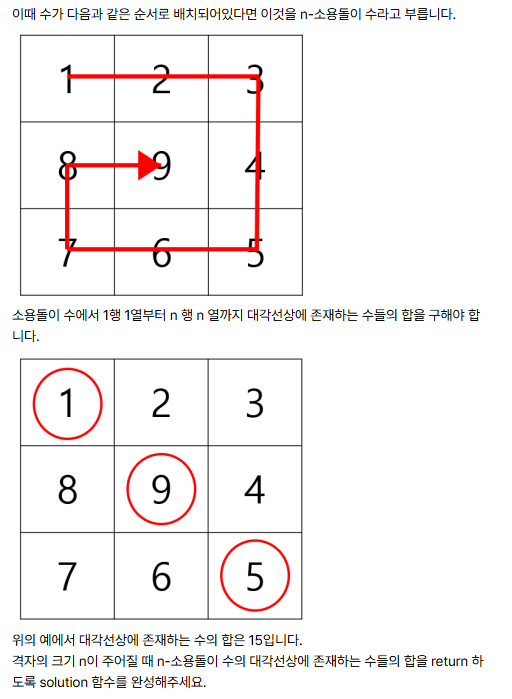 이때 수가 다음과 같은 순서로 배치되어있다면 이것을 n-소용돌이 수라고 부릅니다.
1 2 3
8 9 4
7 6 5
소용돌이 수에서 1행 1열부터 n 행 n 열까지 대각선상에 존재하는 수들의 합을 구해야 합
니다.
1 2 3
8 9 4
7 6 5
위의 예에서 대각선상에 존재하는 수의 합은 15입니다.
격자의 크기 n이 주어질 때 n-소용돌이 수의 대각선상에 존재하는 수들의 합을 return 하
도록 solution 함수를 완성해주세요.